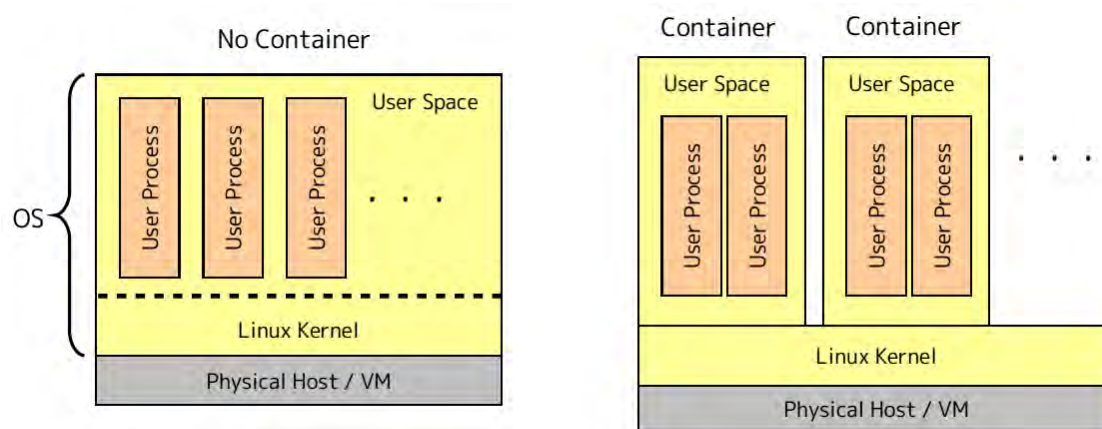 No Container
User Space
User Process
User Process
User Process
. . .
OS
Linux Kernel
Physical Host / VM
Container
Container
User Space
User Space
User Process
User Process
User Process
User Process
. . .
Linux Kernel
Physical Host / VM